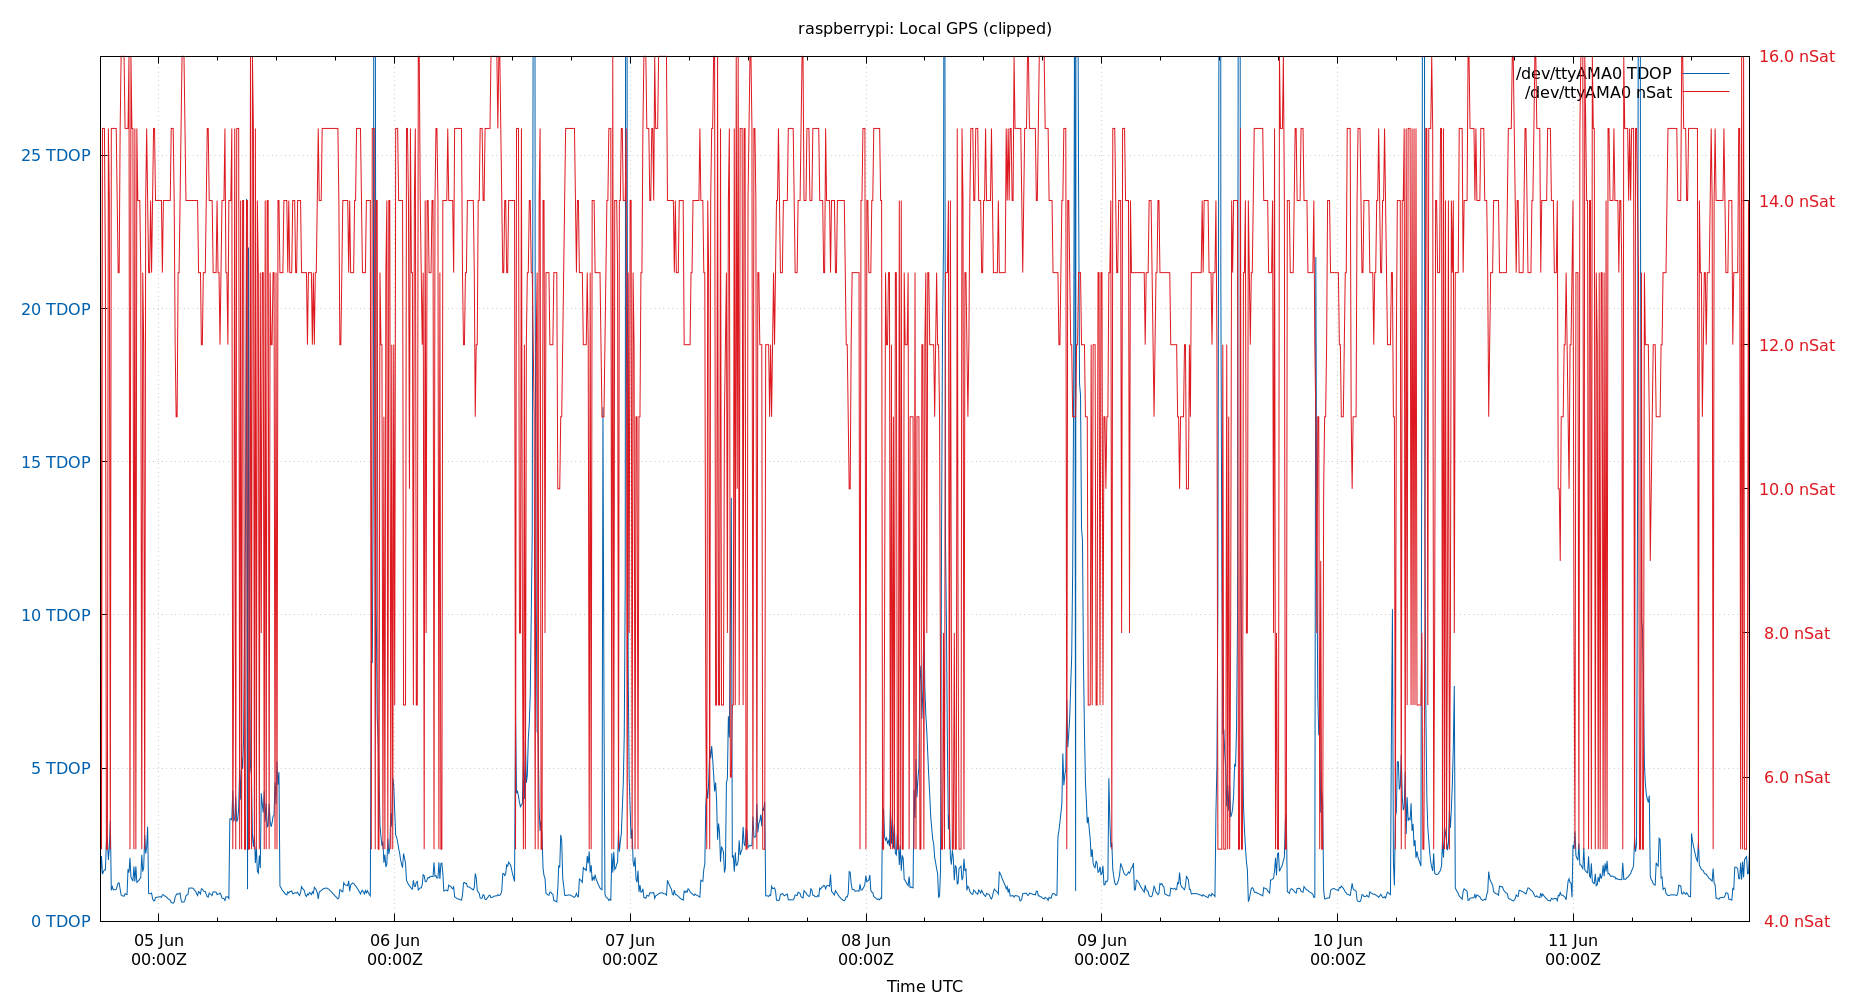 raspberrypi: Local GPS (clipped)
/dev/ttyAMA0 TDOP
/dev/ttyAMA0 nSat
25 TDOP
20 TDOP
15 TDOP
10 TDOP
5 TDOP
0 TDOP
16.0 nSat
14.0 nSat
12.0 nSat
10.0 nSat
8.0 nSat
6.0 nSat
4.0 nSat
05 Jun
00:00Z
06 Jun
00:00Z
07 Jun
00:00Z
08 Jun
00:00Z
09 Jun
00:00Z
10 Jun
00:00Z
11 Jun
00:00Z
Time UTC